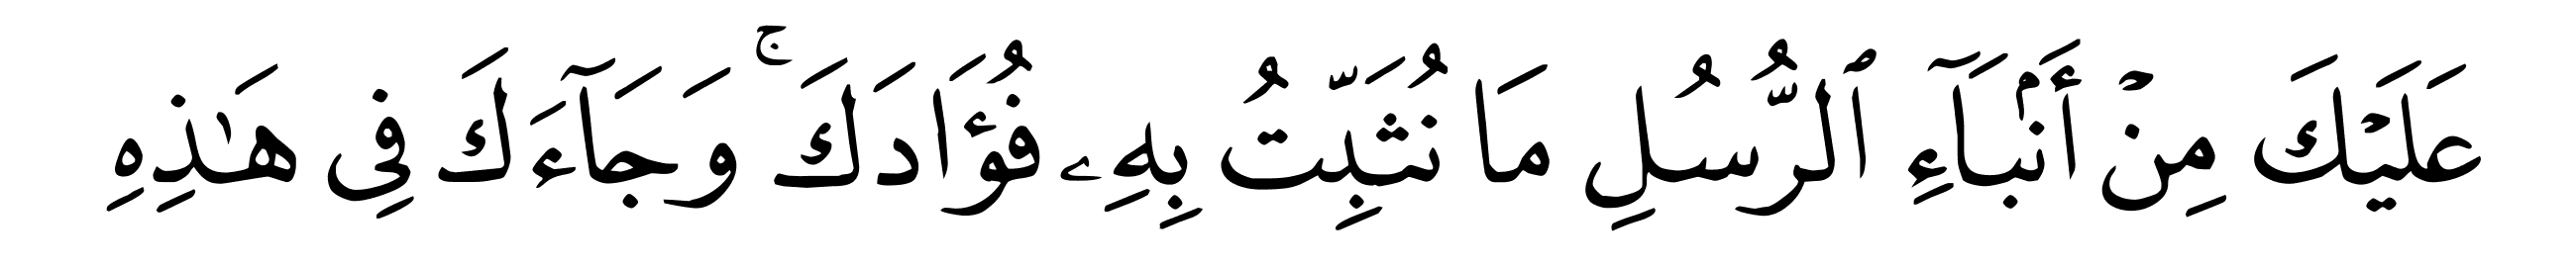 عَلَيْكَ مِنْ أَنۢبَآءِ ٱلرُّسُلِ مَا نُثَبِّتُ بِهِۦ فُؤَادَكَ ۚ وَجَآءَكَ فِى هَـٰذِهِ